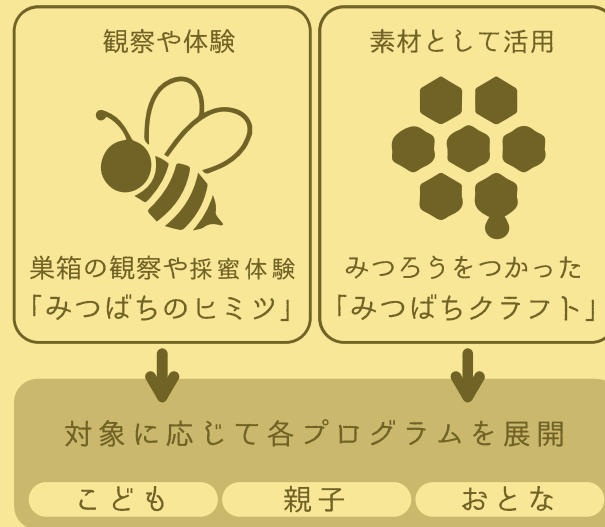 観察や体験
巣箱の観察や採蜜体験
「みつばちのヒミツ」
素材として活用
みつろうをつかった
「みつばちクラフト」
対象に応じて各プログラムを展開
こども
親子
おとな